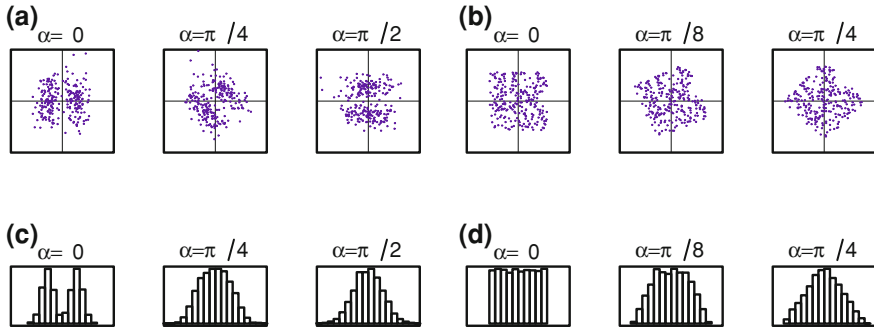 (a) (b)
α= 0 α=π /4 α=π /2 α= 0 α=π /8 α=π /4
(c) (d)
α= 0 α=π /4 α=π /2 α= 0 α=π /8 α=π /4